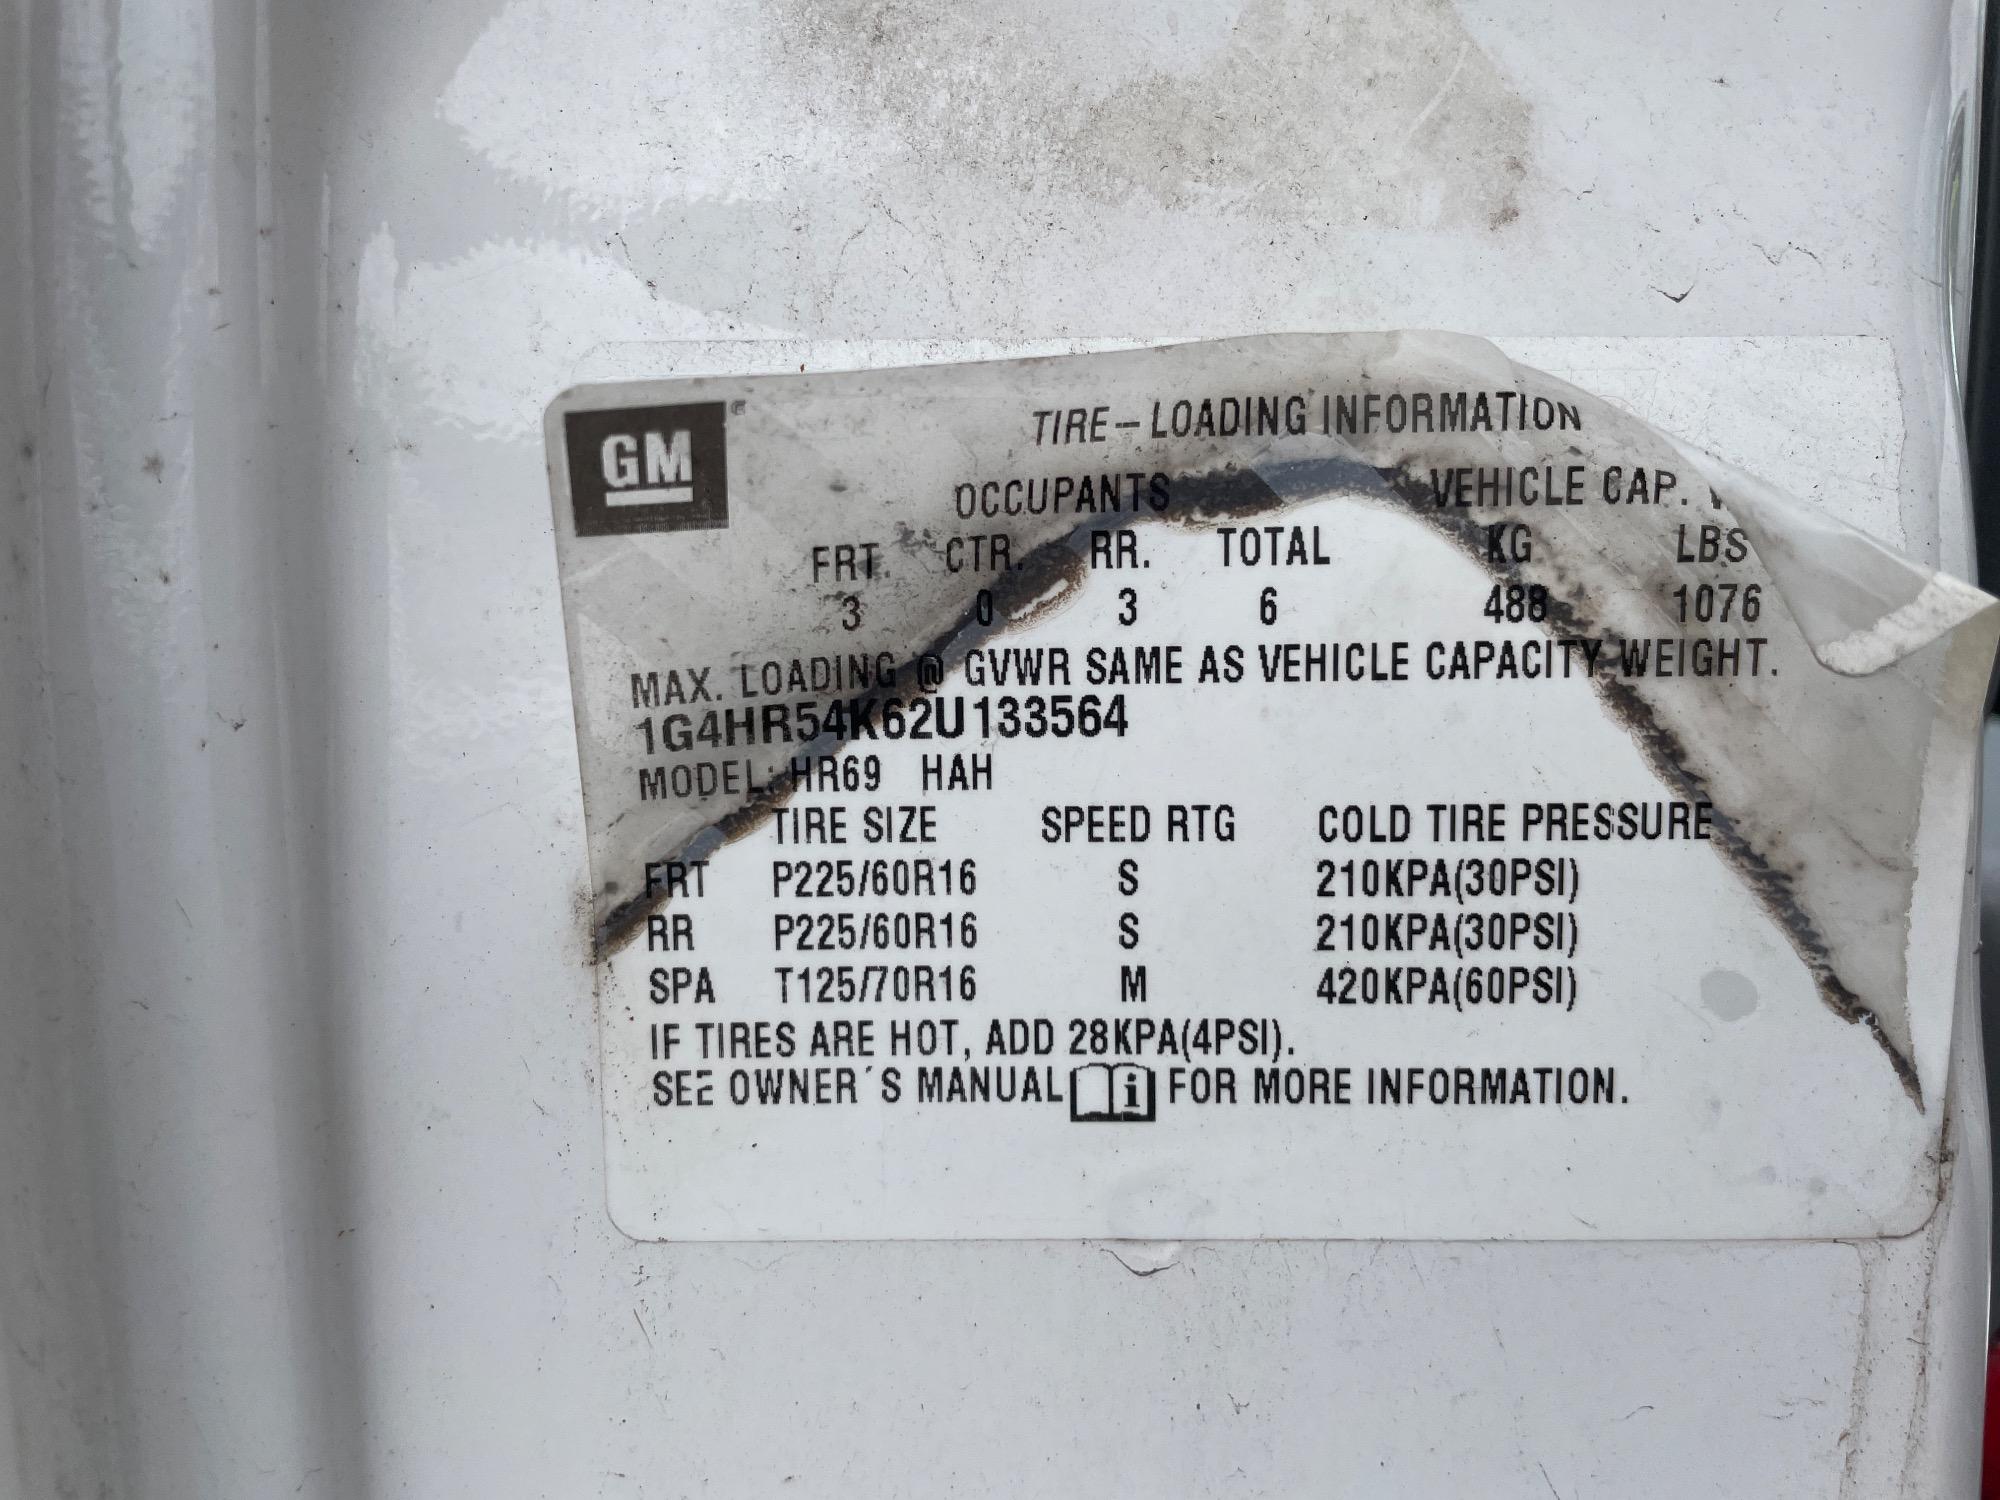 GM
TIRE-LOADING INFORMATION
OCCUPANTS VEHICLE CAP.
FRT. CTR. RR. TOTAL KG LBS
3 0 3 6 488 1076
MAX. LOADING @ GVWR SAME AS VEHICLE CAPACITY WEIGHT.
1G4HR54K62U133564
MODEL: HR69 HAH
TIRE SIZE SPEED RTG COLD TIRE PRESSURE
FRT P225/60R16 S 210KPA(30PSI)
RR P225/60R16 S 210KPA(30PSI)
SPA T125/70R16 M 420KPA(60PSI)
IF TIRES ARE HOT, ADD 28KPA(4PSI).
SEE OWNER´S MANUAL i FOR MORE INFORMATION.